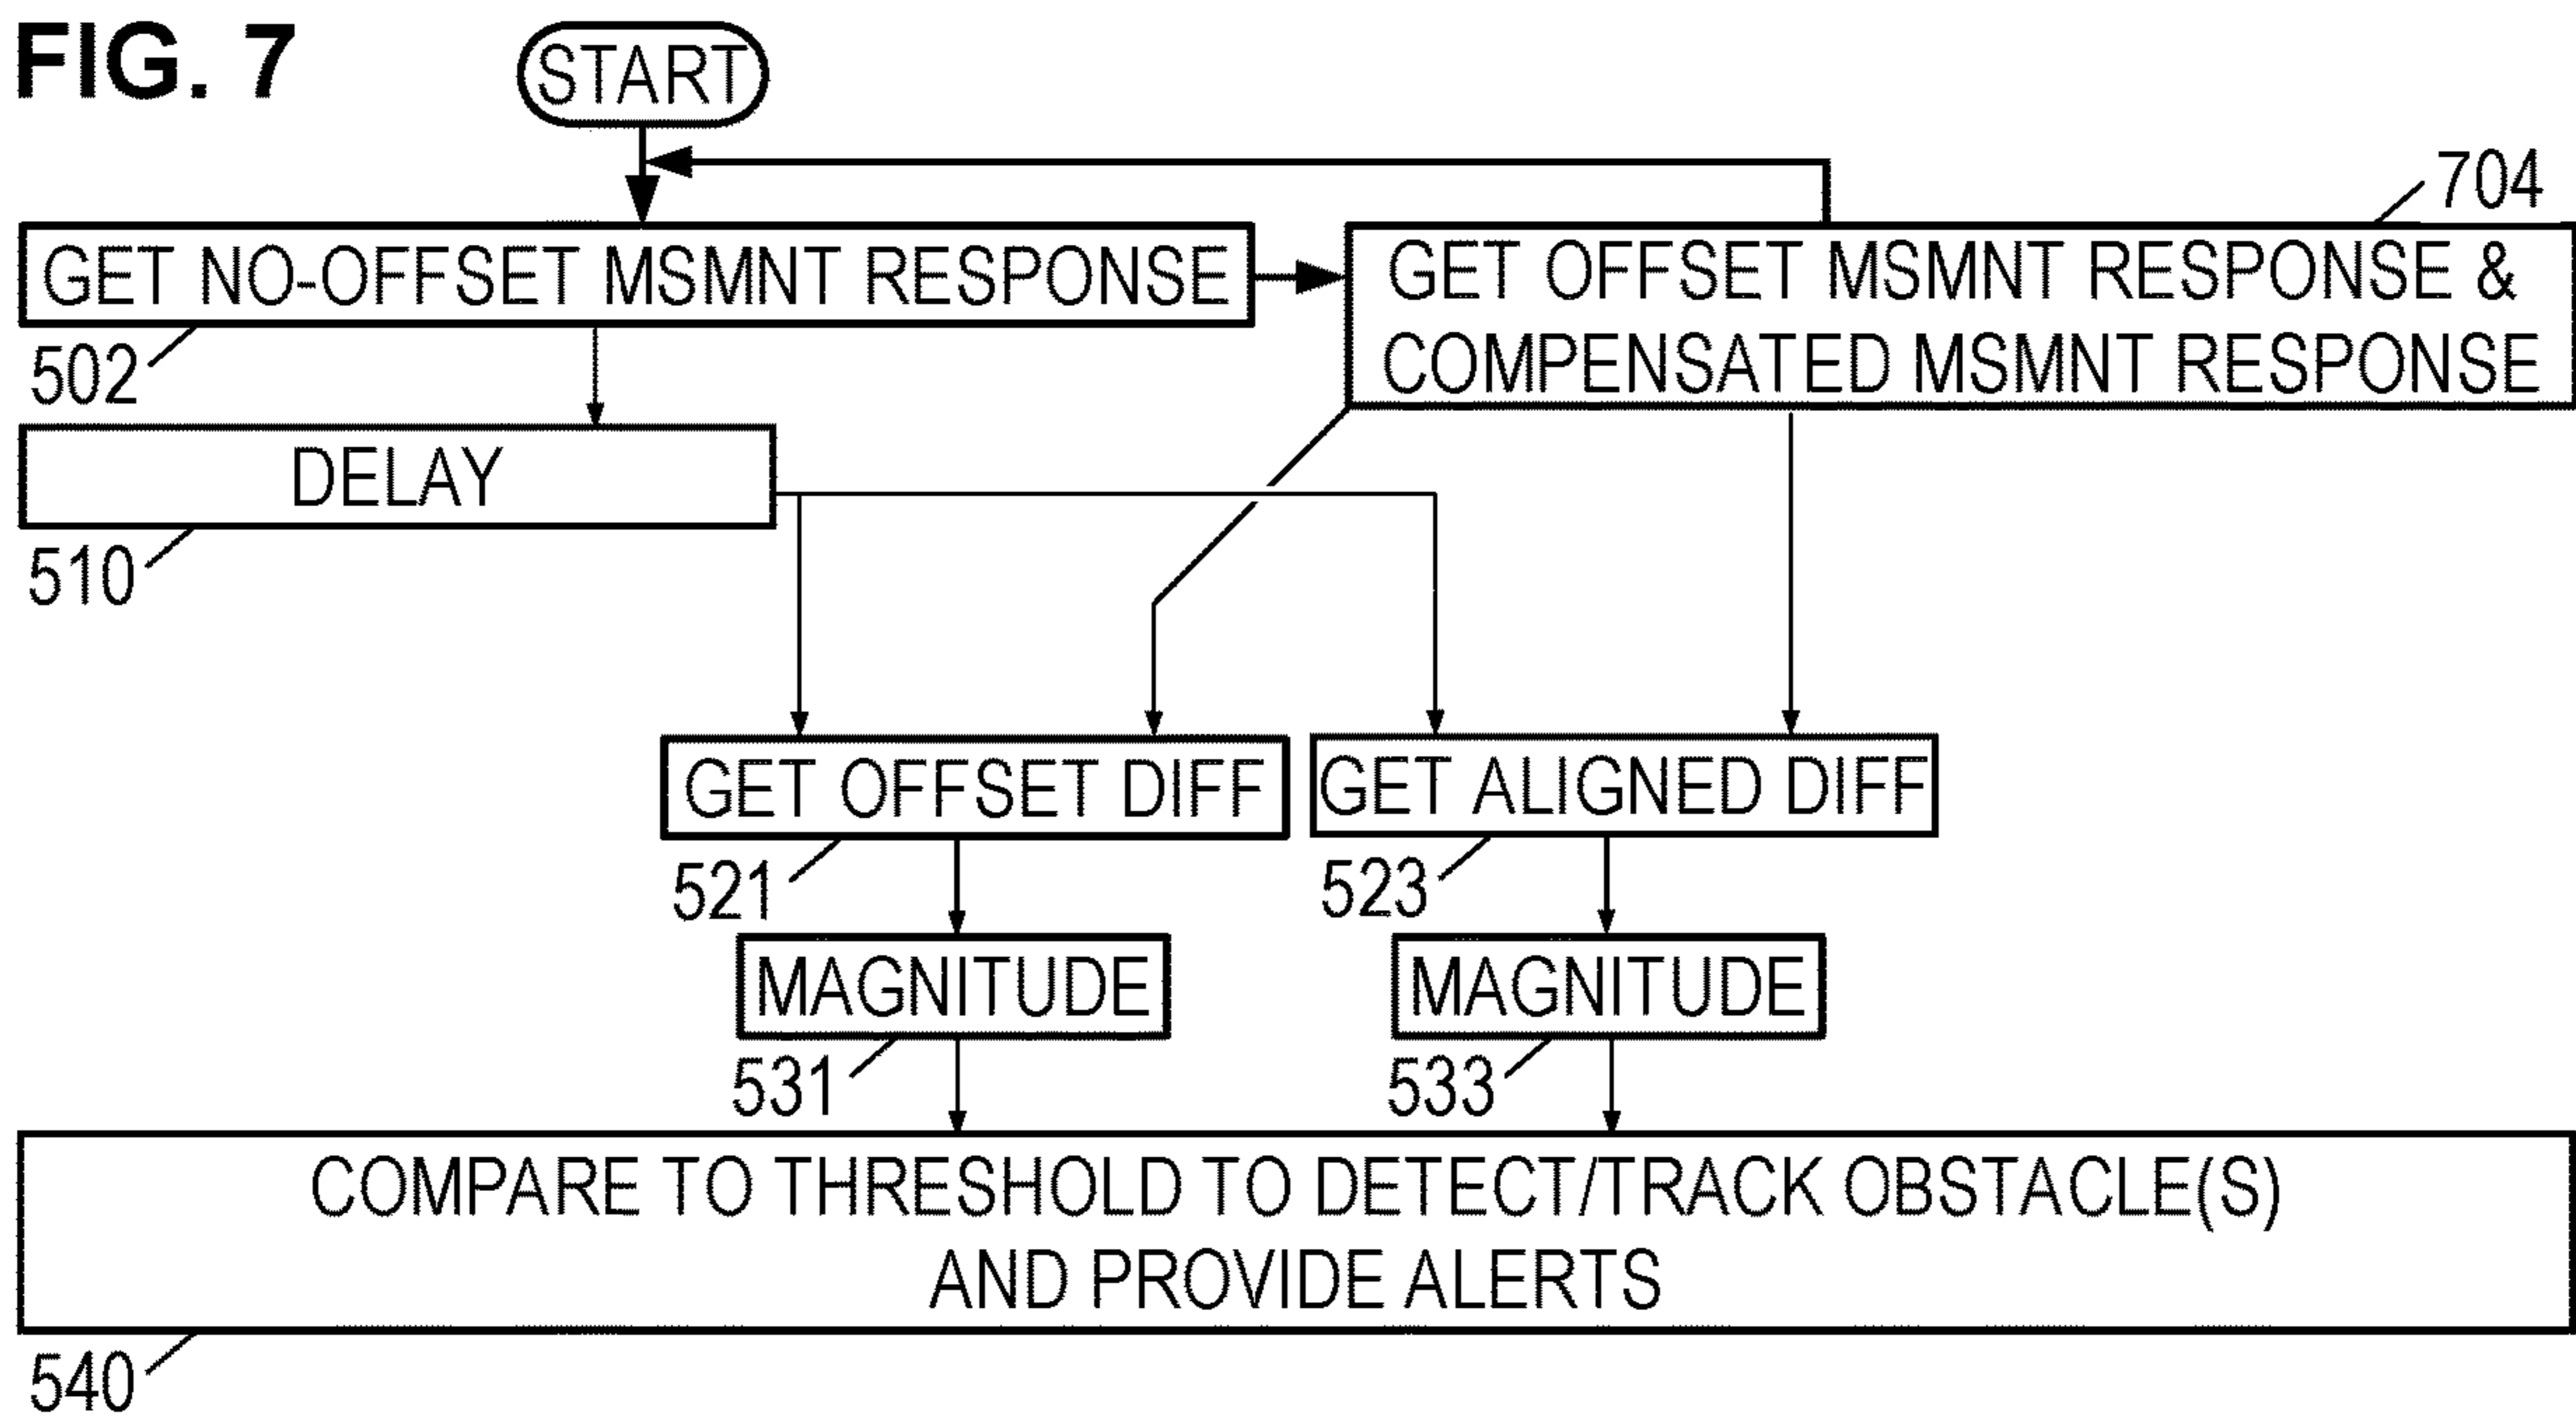 FIG. 7
START
704
GET NO-OFFSET MSMNT RESPONSE
GET OFFSET MSMNT RESPONSE &
COMPENSATED MSMNT RESPONSE
502
DELAY
510
GET OFFSET DIFF
GET ALIGNED DIFF
521
523
MAGNITUDE
MAGNITUDE
531
533
COMPARE TO THRESHOLD TO DETECT/TRACK OBSTACLE(S)
AND PROVIDE ALERTS
540